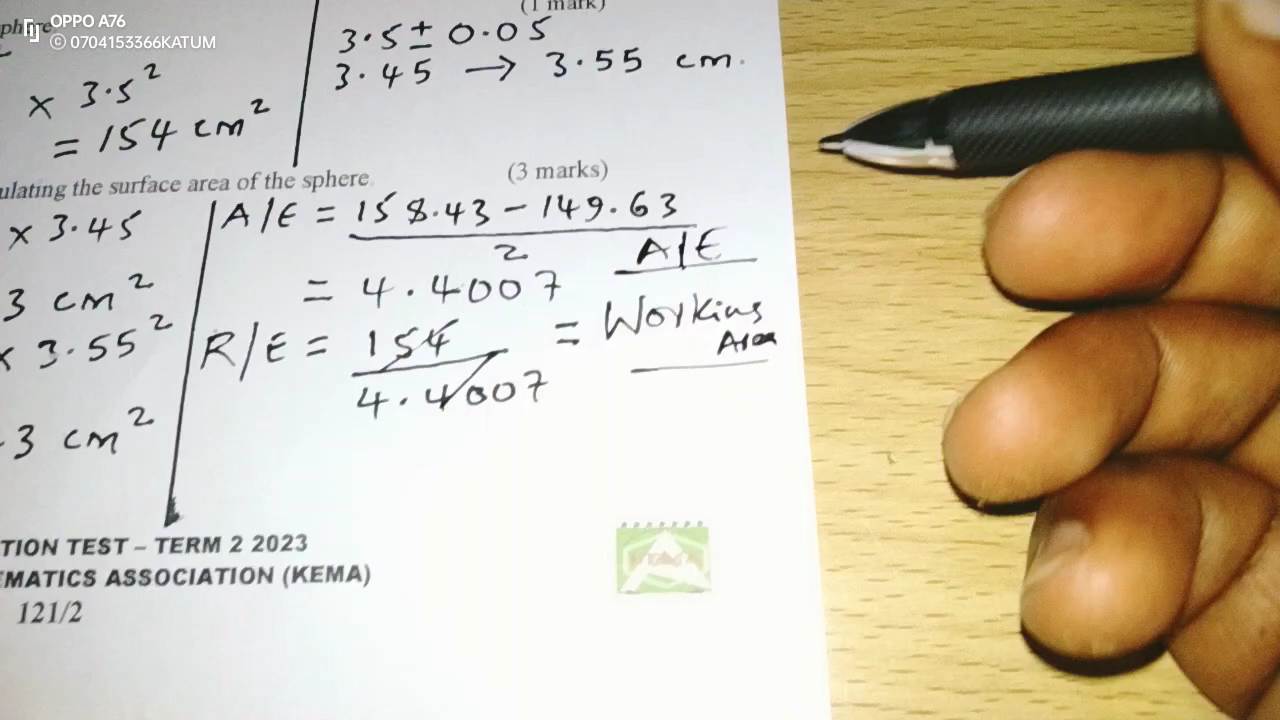 OPPO A76
© 0704153366KATUM
(1 mark)
3.5 ± 0.05
3.45 → 3.55 cm.
× 3.5²
= 154 cm²
ulating the surface area of the sphere. (3 marks)
× 3.45
3 cm²
× 3.55²
3 cm²
A/E = 158.43 - 149.63
2
= 4.4007
R/E = 154
4.4007
= A/E
Working Area
TION TEST – TERM 2 2023
EMATICS ASSOCIATION (KEMA)
121/2